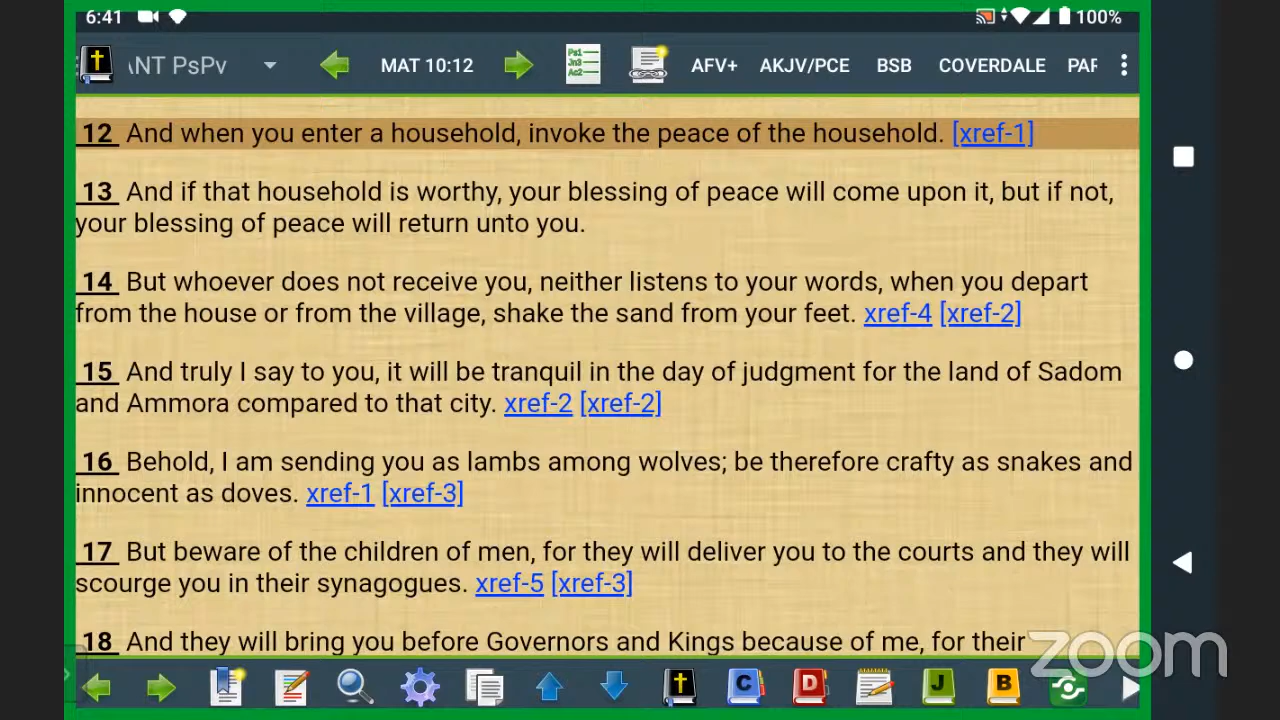 6:41 100%
ANT PsPv MAT 10:12 Ps1 Jn3 Ac2 AFV+ AKJV/PCE BSB COVERDALE PAR
12 And when you enter a household, invoke the peace of the household. [xref-1]
13 And if that household is worthy, your blessing of peace will come upon it, but if not,
your blessing of peace will return unto you.
14 But whoever does not receive you, neither listens to your words, when you depart
from the house or from the village, shake the sand from your feet. xref-4 [xref-2]
15 And truly I say to you, it will be tranquil in the day of judgment for the land of Sadom
and Ammora compared to that city. xref-2 [xref-2]
16 Behold, I am sending you as lambs among wolves; be therefore crafty as snakes and
innocent as doves. xref-1 [xref-3]
17 But beware of the children of men, for they will deliver you to the courts and they will
scourge you in their synagogues. xref-5 [xref-3]
18 And they will bring you before Governors and Kings because of me, for their
zoom
C D J B